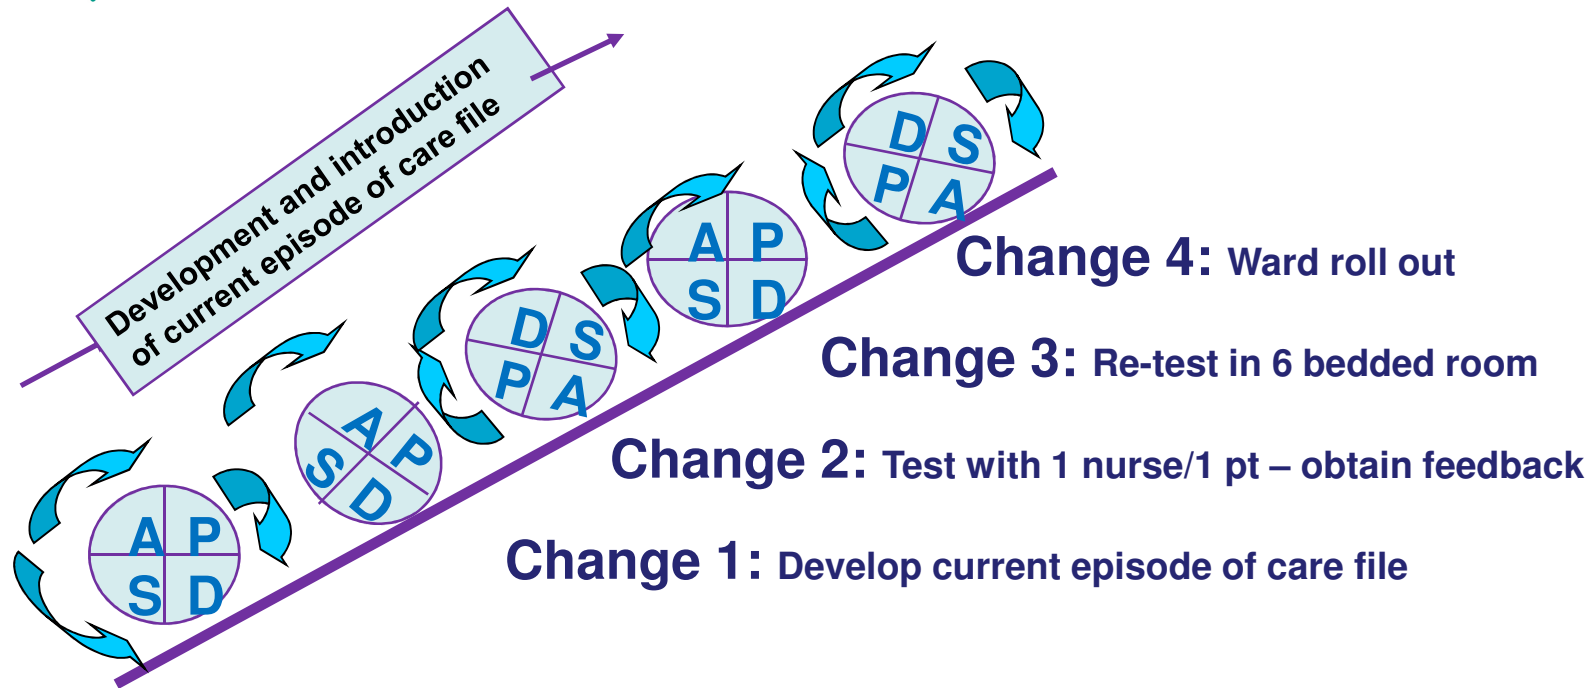 Development and introduction
of current episode of care file
D S
P A
A P
S D
D S
P A
A P
S D
A P
S D
Change 4: Ward roll out
Change 3: Re-test in 6 bedded room
Change 2: Test with 1 nurse/1 pt – obtain feedback
Change 1: Develop current episode of care file